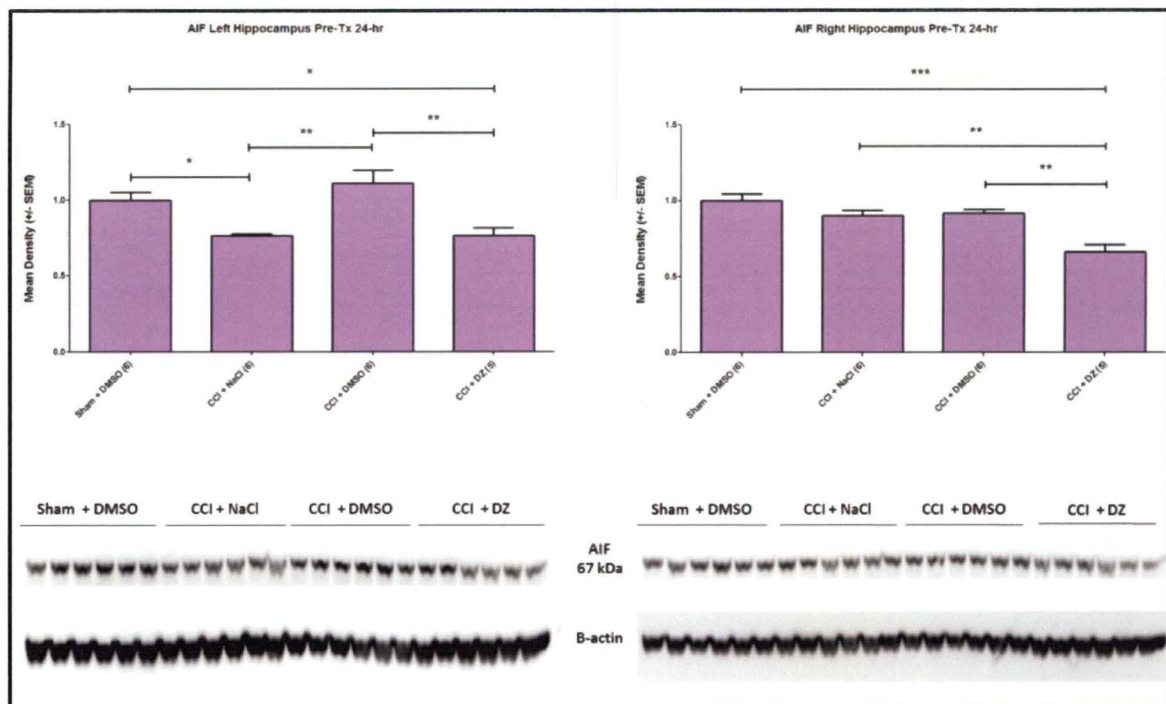 AIF Left Hippocampus Pre-Tx 24-hr
*
**
**
*
1.5
1.0
0.5
0.0
Mean Density (+/- SEM)
Sham + DMSO (6)
CCI + NaCl (6)
CCI + DMSO (6)
CCI + DZ (5)
AIF Right Hippocampus Pre-Tx 24-hr
***
**
**
1.5
1.0
0.5
0.0
Mean Density (+/- SEM)
Sham + DMSO (6)
CCI + NaCl (6)
CCI + DMSO (6)
CCI + DZ (5)
Sham + DMSO CCI + NaCl CCI + DMSO CCI + DZ
Sham + DMSO CCI + NaCl CCI + DMSO CCI + DZ
AIF
67 kDa
B-actin